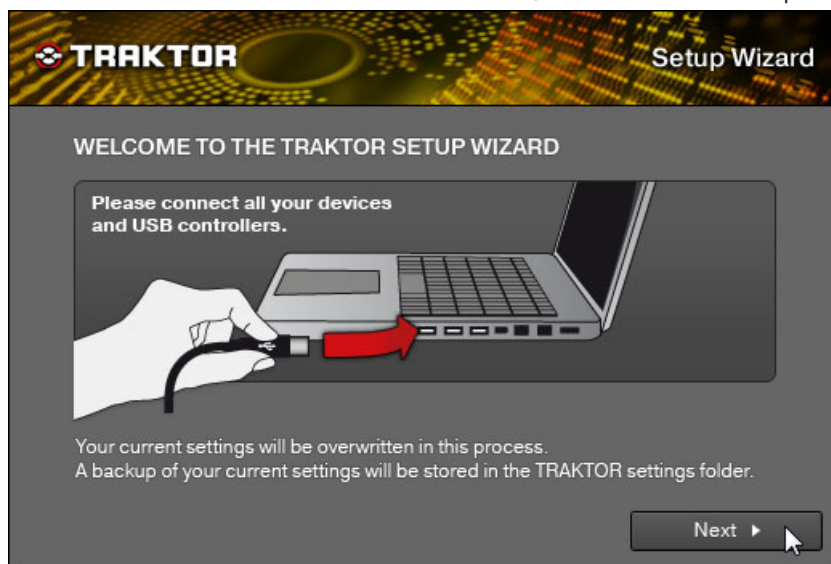 TRAKTOR
Setup Wizard
WELCOME TO THE TRAKTOR SETUP WIZARD
Please connect all your devices
and USB controllers.
Your current settings will be overwritten in this process.
A backup of your current settings will be stored in the TRAKTOR settings folder.
Next